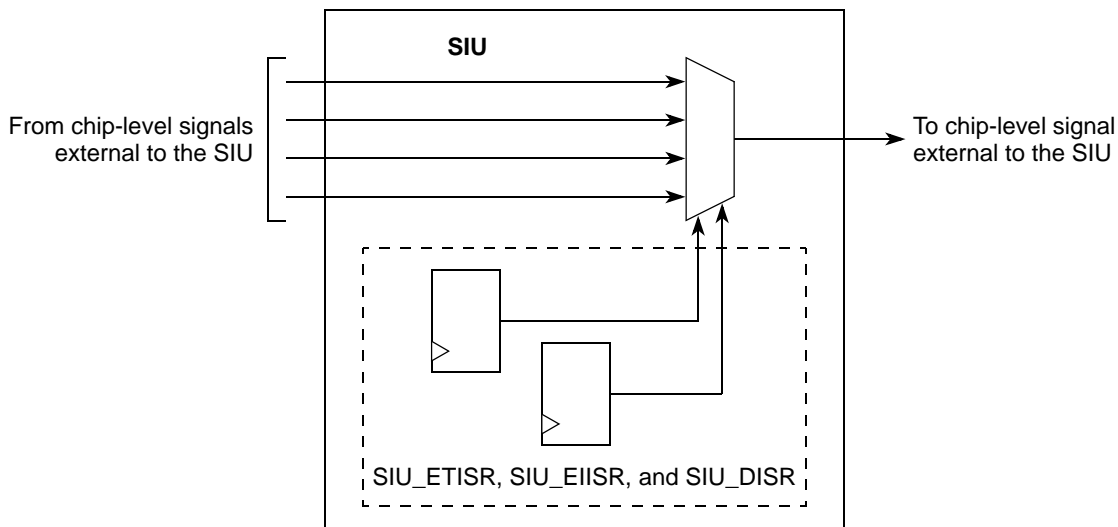 SIU
From chip-level signals
external to the SIU
To chip-level signal
external to the SIU
SIU_ETISR, SIU_EIISR, and SIU_DISR